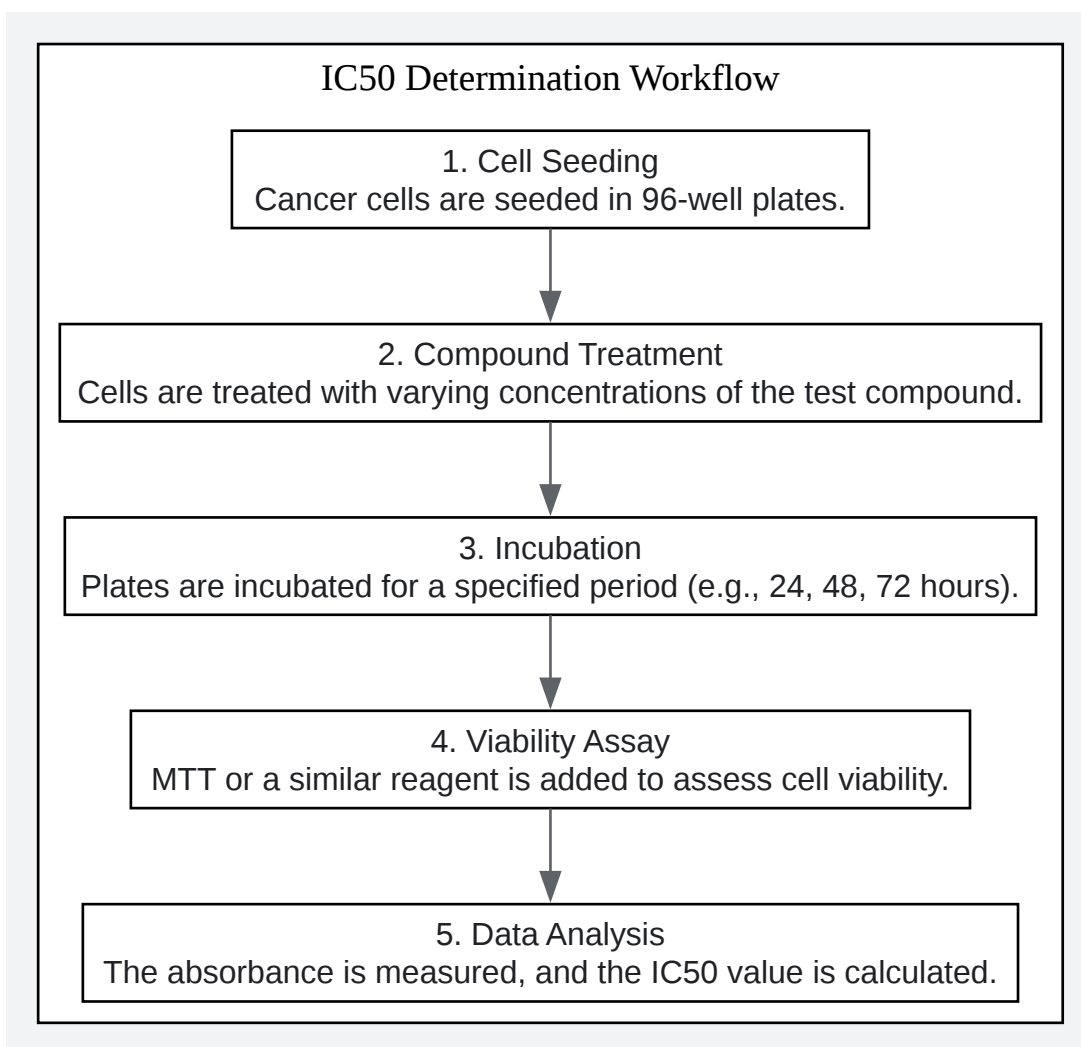 IC50 Determination Workflow
1. Cell Seeding
Cancer cells are seeded in 96-well plates.
2. Compound Treatment
Cells are treated with varying concentrations of the test compound.
3. Incubation
Plates are incubated for a specified period (e.g., 24, 48, 72 hours).
4. Viability Assay
MTT or a similar reagent is added to assess cell viability.
5. Data Analysis
The absorbance is measured, and the IC50 value is calculated.